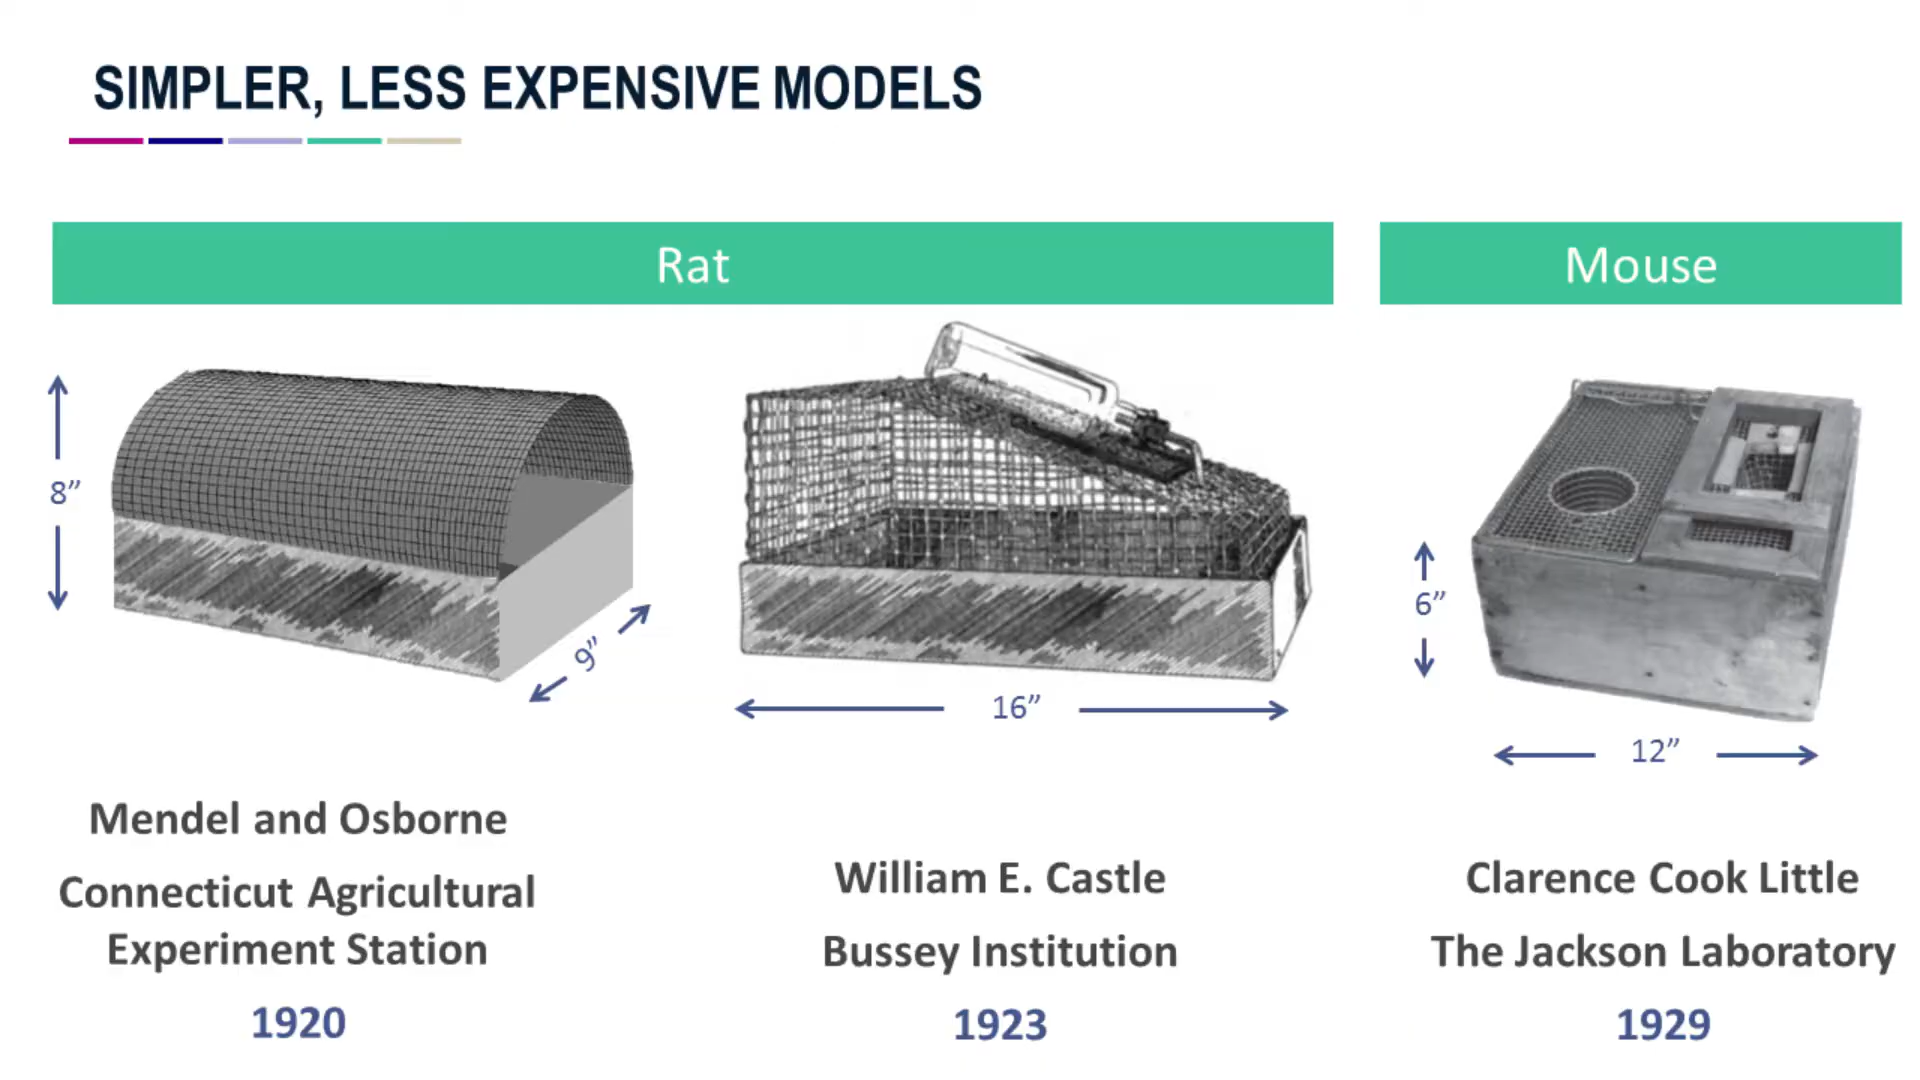 SIMPLER, LESS EXPENSIVE MODELS
Rat
Mouse
8”
9”
16”
6”
12”
Mendel and Osborne
Connecticut Agricultural
Experiment Station
1920
William E. Castle
Bussey Institution
1923
Clarence Cook Little
The Jackson Laboratory
1929